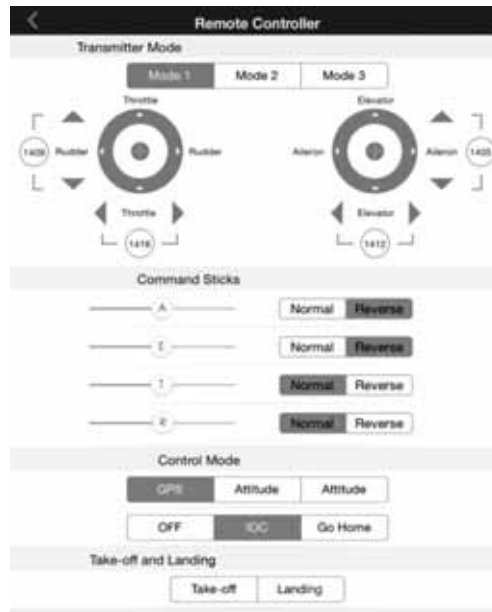 Remote Controller
Transmitter Mode
Mode 1 Mode 2 Mode 3
Throttle Elevator
Rudder Rudder Aileron Aileron
Throttle Elevator
1416 1412
Command Sticks
A Normal Reverse
E Normal Reverse
T Normal Reverse
R Normal Reverse
Control Mode
GPS Attitude Attitude
OFF IOC Go Home
Take-off and Landing
Take-off Landing